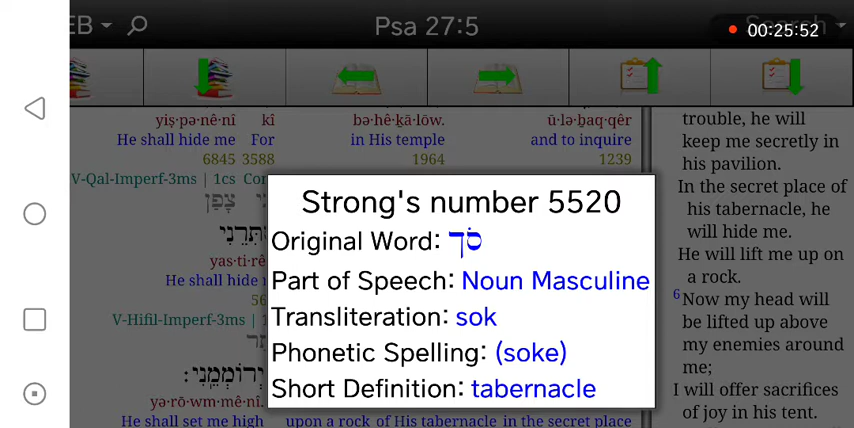 EB
Psa 27:5
00:25:52
yiṣ·pə·nê·nî kî bə·hê·ḵā·lōw. ū·lə·ḇaq·qêr
He shall hide me For in His temple and to inquire
6845 3588 1964 1239
V-Qal-Imperf-3ms | 1cs
צָפַן
yas·ti·rê
He shall hide
V-Hifil-Imperf-3ms |
יְרוֹמְמֵֽנִי׃
yə·rō·wm·mê·nî.
He shall set me high upon a rock of His tabernacle in the secret place
Strong's number 5520
Original Word: סֹךְ
Part of Speech: Noun Masculine
Transliteration: sok
Phonetic Spelling: (soke)
Short Definition: tabernacle
trouble, he will
keep me secretly in
his pavilion.
In the secret place of
his tabernacle, he
will hide me.
He will lift me up on
a rock.
6 Now my head will
be lifted up above
my enemies around
me;
I will offer sacrifices
of joy in his tent.